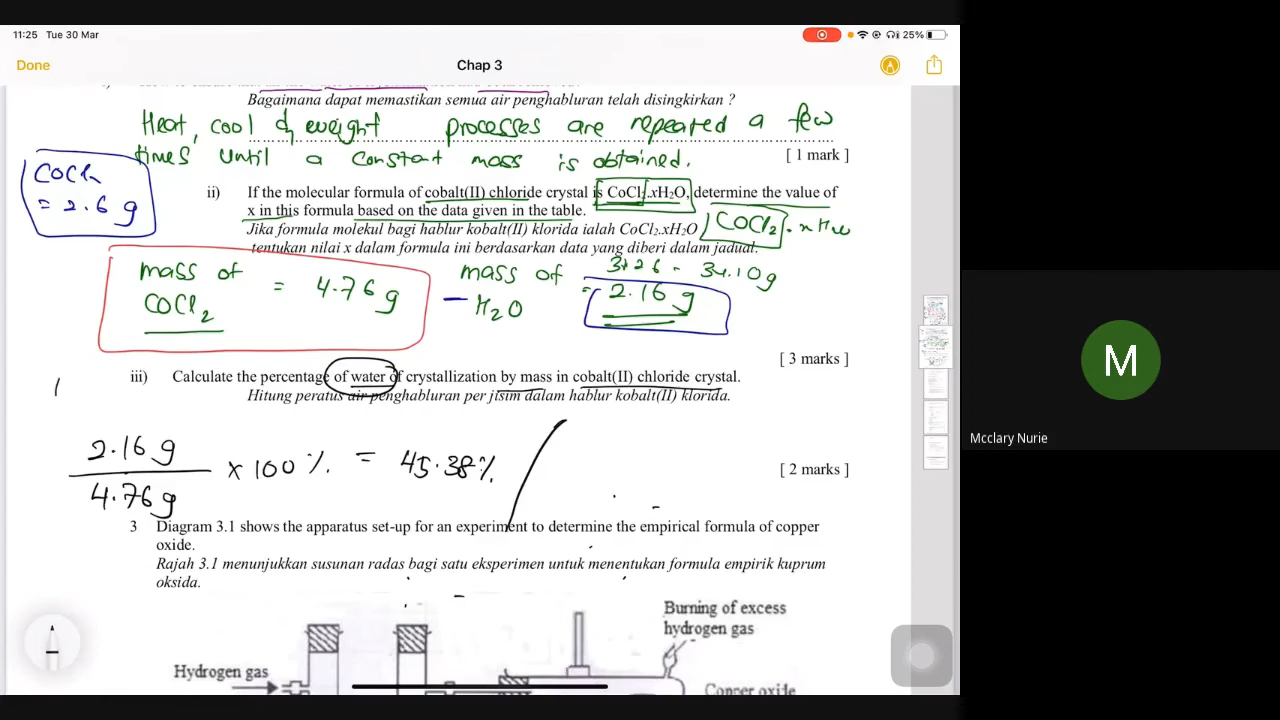 11:25 Tue 30 Mar
25%
Done
Chap 3
Bagaimana dapat memastikan semua air penghabluran telah disingkirkan ?
Heat, cool & weight processes are repeated a few
times until a constant mass is obtained.
[ 1 mark ]
COCl2
= 2.6 g
ii) If the molecular formula of cobalt(II) chloride crystal is CoCl2.xH2O, determine the value of
x in this formula based on the data given in the table.
Jika formula molekul bagi hablur kobalt(II) klorida ialah CoCl2.xH2O
tentukan nilai x dalam formula ini berdasarkan data yang diberi dalam jadual.
COCl2 . x H2O
mass of COCl2 = 4.76 g
mass of H2O
34.10g
= 2.16 g
[ 3 marks ]
iii) Calculate the percentage of water of crystallization by mass in cobalt(II) chloride crystal.
Hitung peratus air penghabluran per jisim dalam hablur kobalt(II) klorida.
2.16 g
4.76 g
x 100 % = 45.38%
[ 2 marks ]
3 Diagram 3.1 shows the apparatus set-up for an experiment to determine the empirical formula of copper
oxide.
Rajah 3.1 menunjukkan susunan radas bagi satu eksperimen untuk menentukan formula empirik kuprum
oksida.
Burning of excess
hydrogen gas
Hydrogen gas
Copper oxide
M
Mcclary Nurie